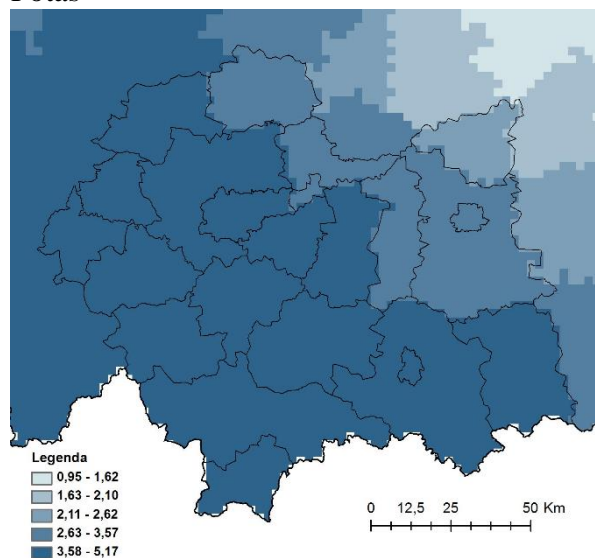 Potas
Legenda
0,95 - 1,62
1,63 - 2,10
2,11 - 2,62
2,63 - 3,57
3,58 - 5,17
0 12,5 25 50 Km